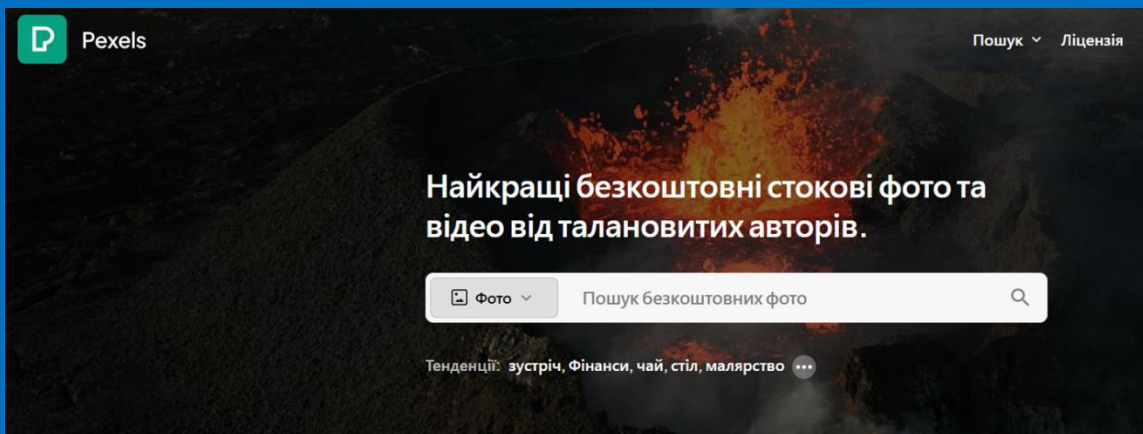 Pexels
Пошук
Ліцензія
Найкращі безкоштовні стокові фото та
відео від талановитих авторів.
Фото
Пошук безкоштовних фото
Тенденції: зустріч, Фінанси, чай, стіл, малярство